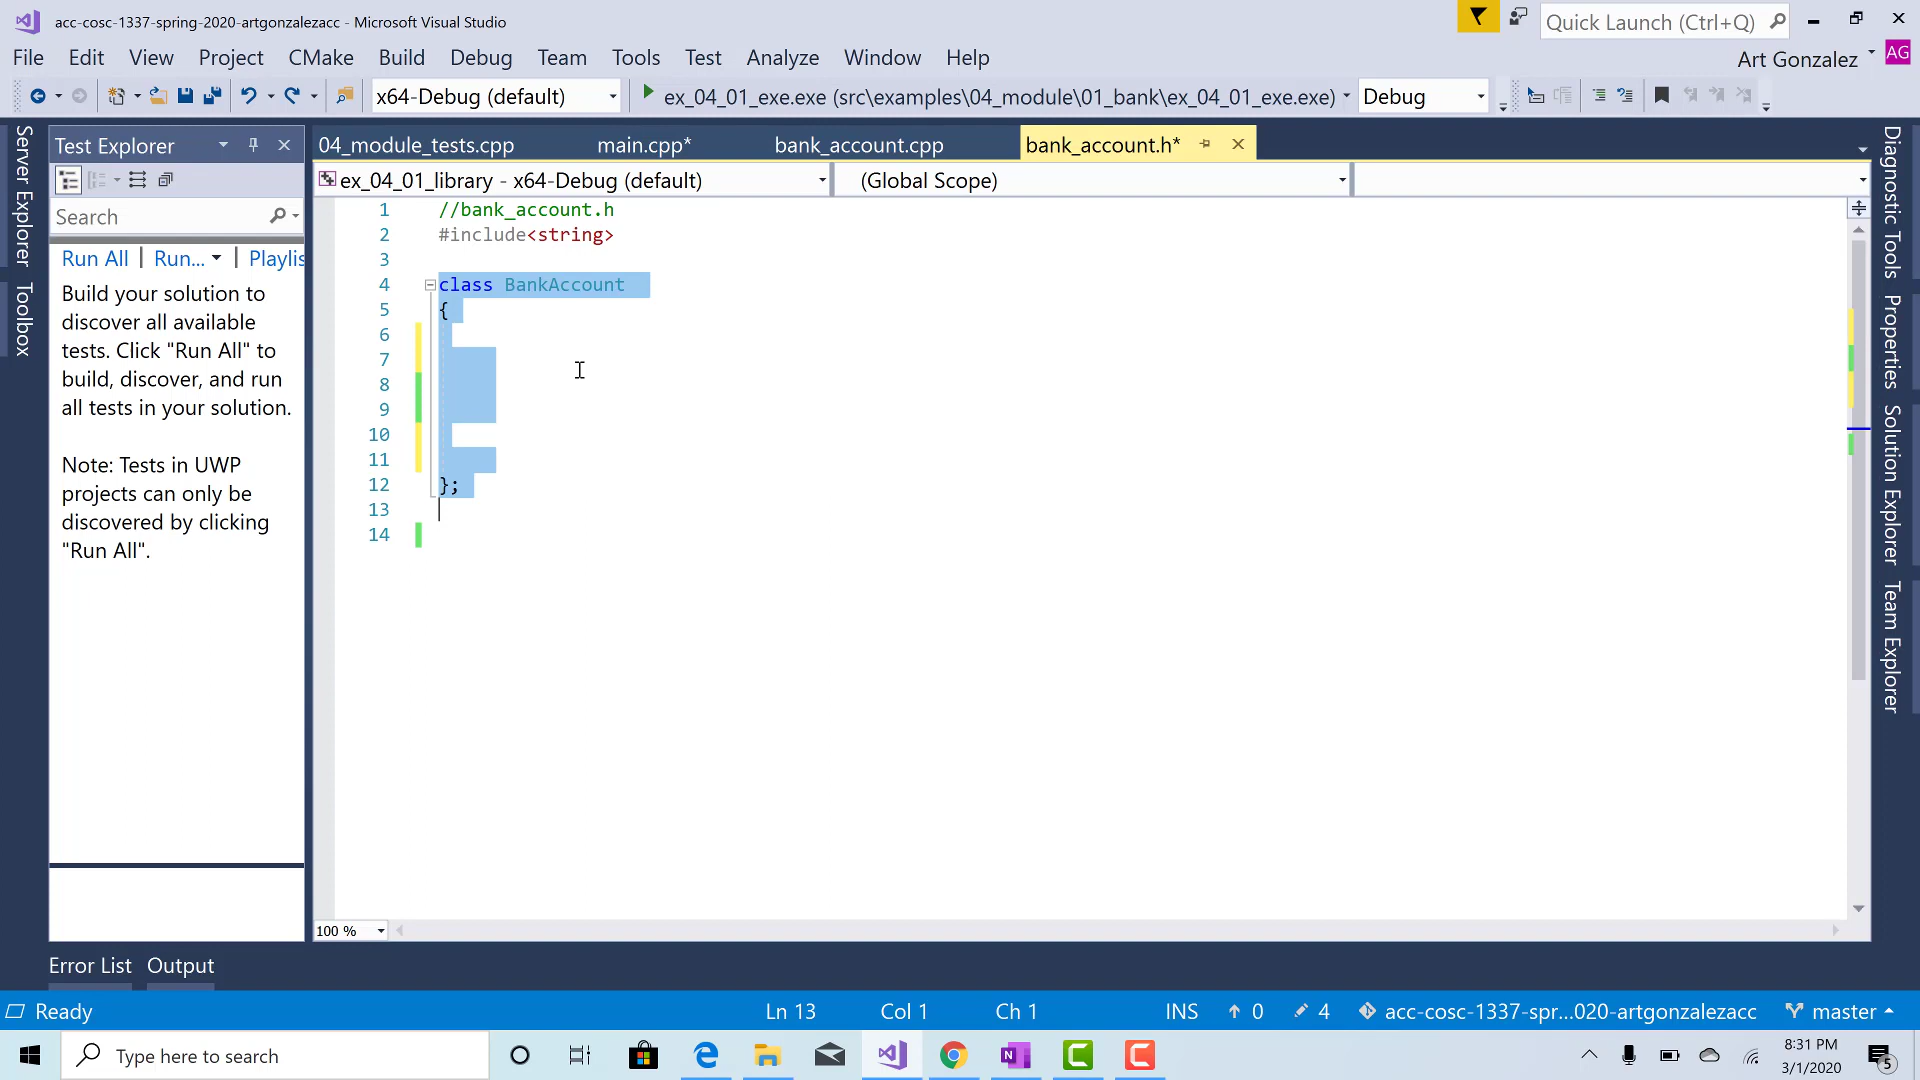 acc-cosc-1337-spring-2020-artgonzalezacc - Microsoft Visual Studio
Quick Launch (Ctrl+Q)
File Edit View Project CMake Build Debug Team Tools Test Analyze Window Help
Art Gonzalez AG
x64-Debug (default)
ex_04_01_exe.exe (src\examples\04_module\01_bank\ex_04_01_exe.exe)
Debug
Server Explorer
Toolbox
Test Explorer
Search
Run All | Run... | Playlis
Build your solution to
discover all available
tests. Click "Run All" to
build, discover, and run
all tests in your solution.
Note: Tests in UWP
projects can only be
discovered by clicking
"Run All".
04_module_tests.cpp main.cpp* bank_account.cpp bank_account.h*
ex_04_01_library - x64-Debug (default)
(Global Scope)
1 //bank_account.h
2 #include<string>
3
4 class BankAccount
5 {
6
7
8
9
10
11
12 };
13
14
100 %
Diagnostic Tools
Properties
Solution Explorer
Team Explorer
Error List Output
Ready
Ln 13 Col 1 Ch 1 INS 0 4 acc-cosc-1337-spr...020-artgonzalezacc master
Type here to search
8:31 PM
3/1/2020
5